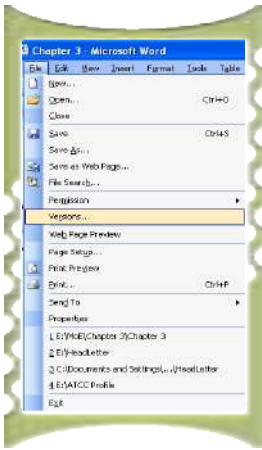 Chapter 3 - Microsoft Word
File Edit View Insert Format Tools Table
New...
Open... Ctrl+O
Close
Save Ctrl+S
Save As...
Save as Web Page...
File Search...
Permission
Versions...
Web Page Preview
Page Setup...
Print Preview
Print... Ctrl+P
Send To
Properties
1 E:\MoEl\Chapter 3\Chapter 3
2 E:\HeadLetter
3 C:\Documents and Settings\...\HeadLetter
4 E:\ATCC Profile
Exit